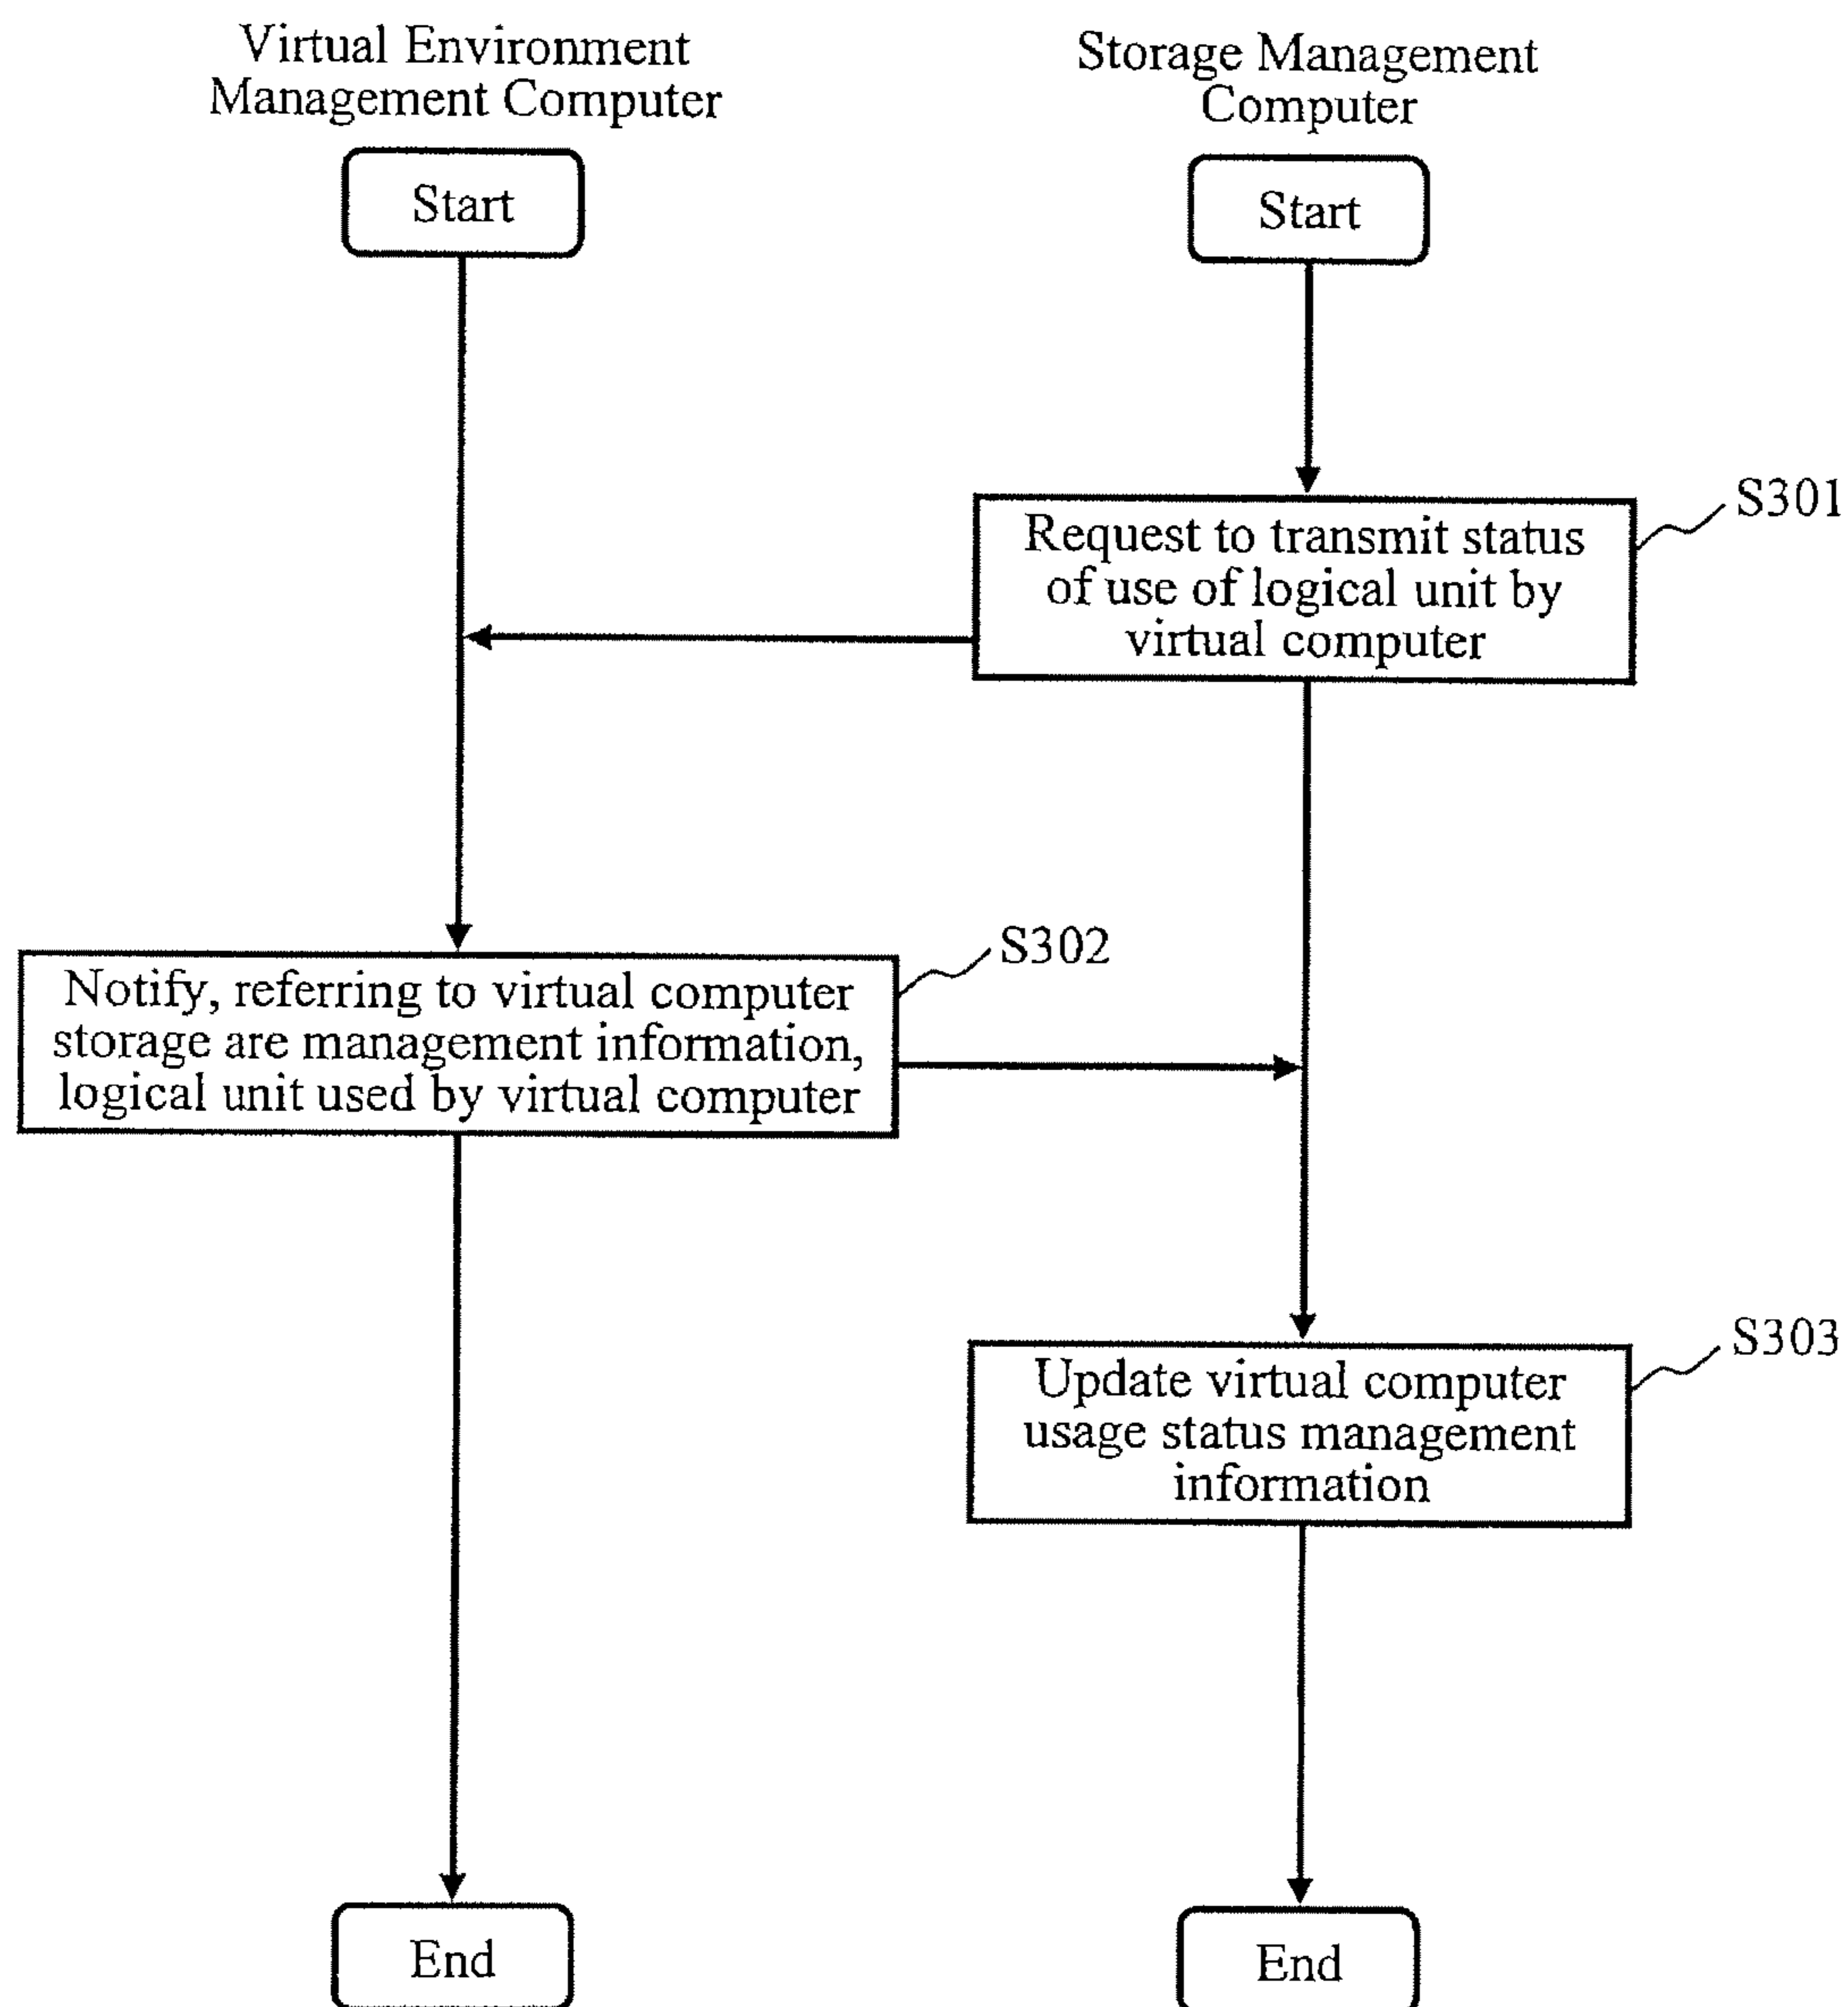 Virtual Environment
Management Computer
Storage Management
Computer
Start
Start
S301
Request to transmit status
of use of logical unit by
virtual computer
S302
Notify, referring to virtual computer
storage are management information,
logical unit used by virtual computer
S303
Update virtual computer
usage status management
information
End
End